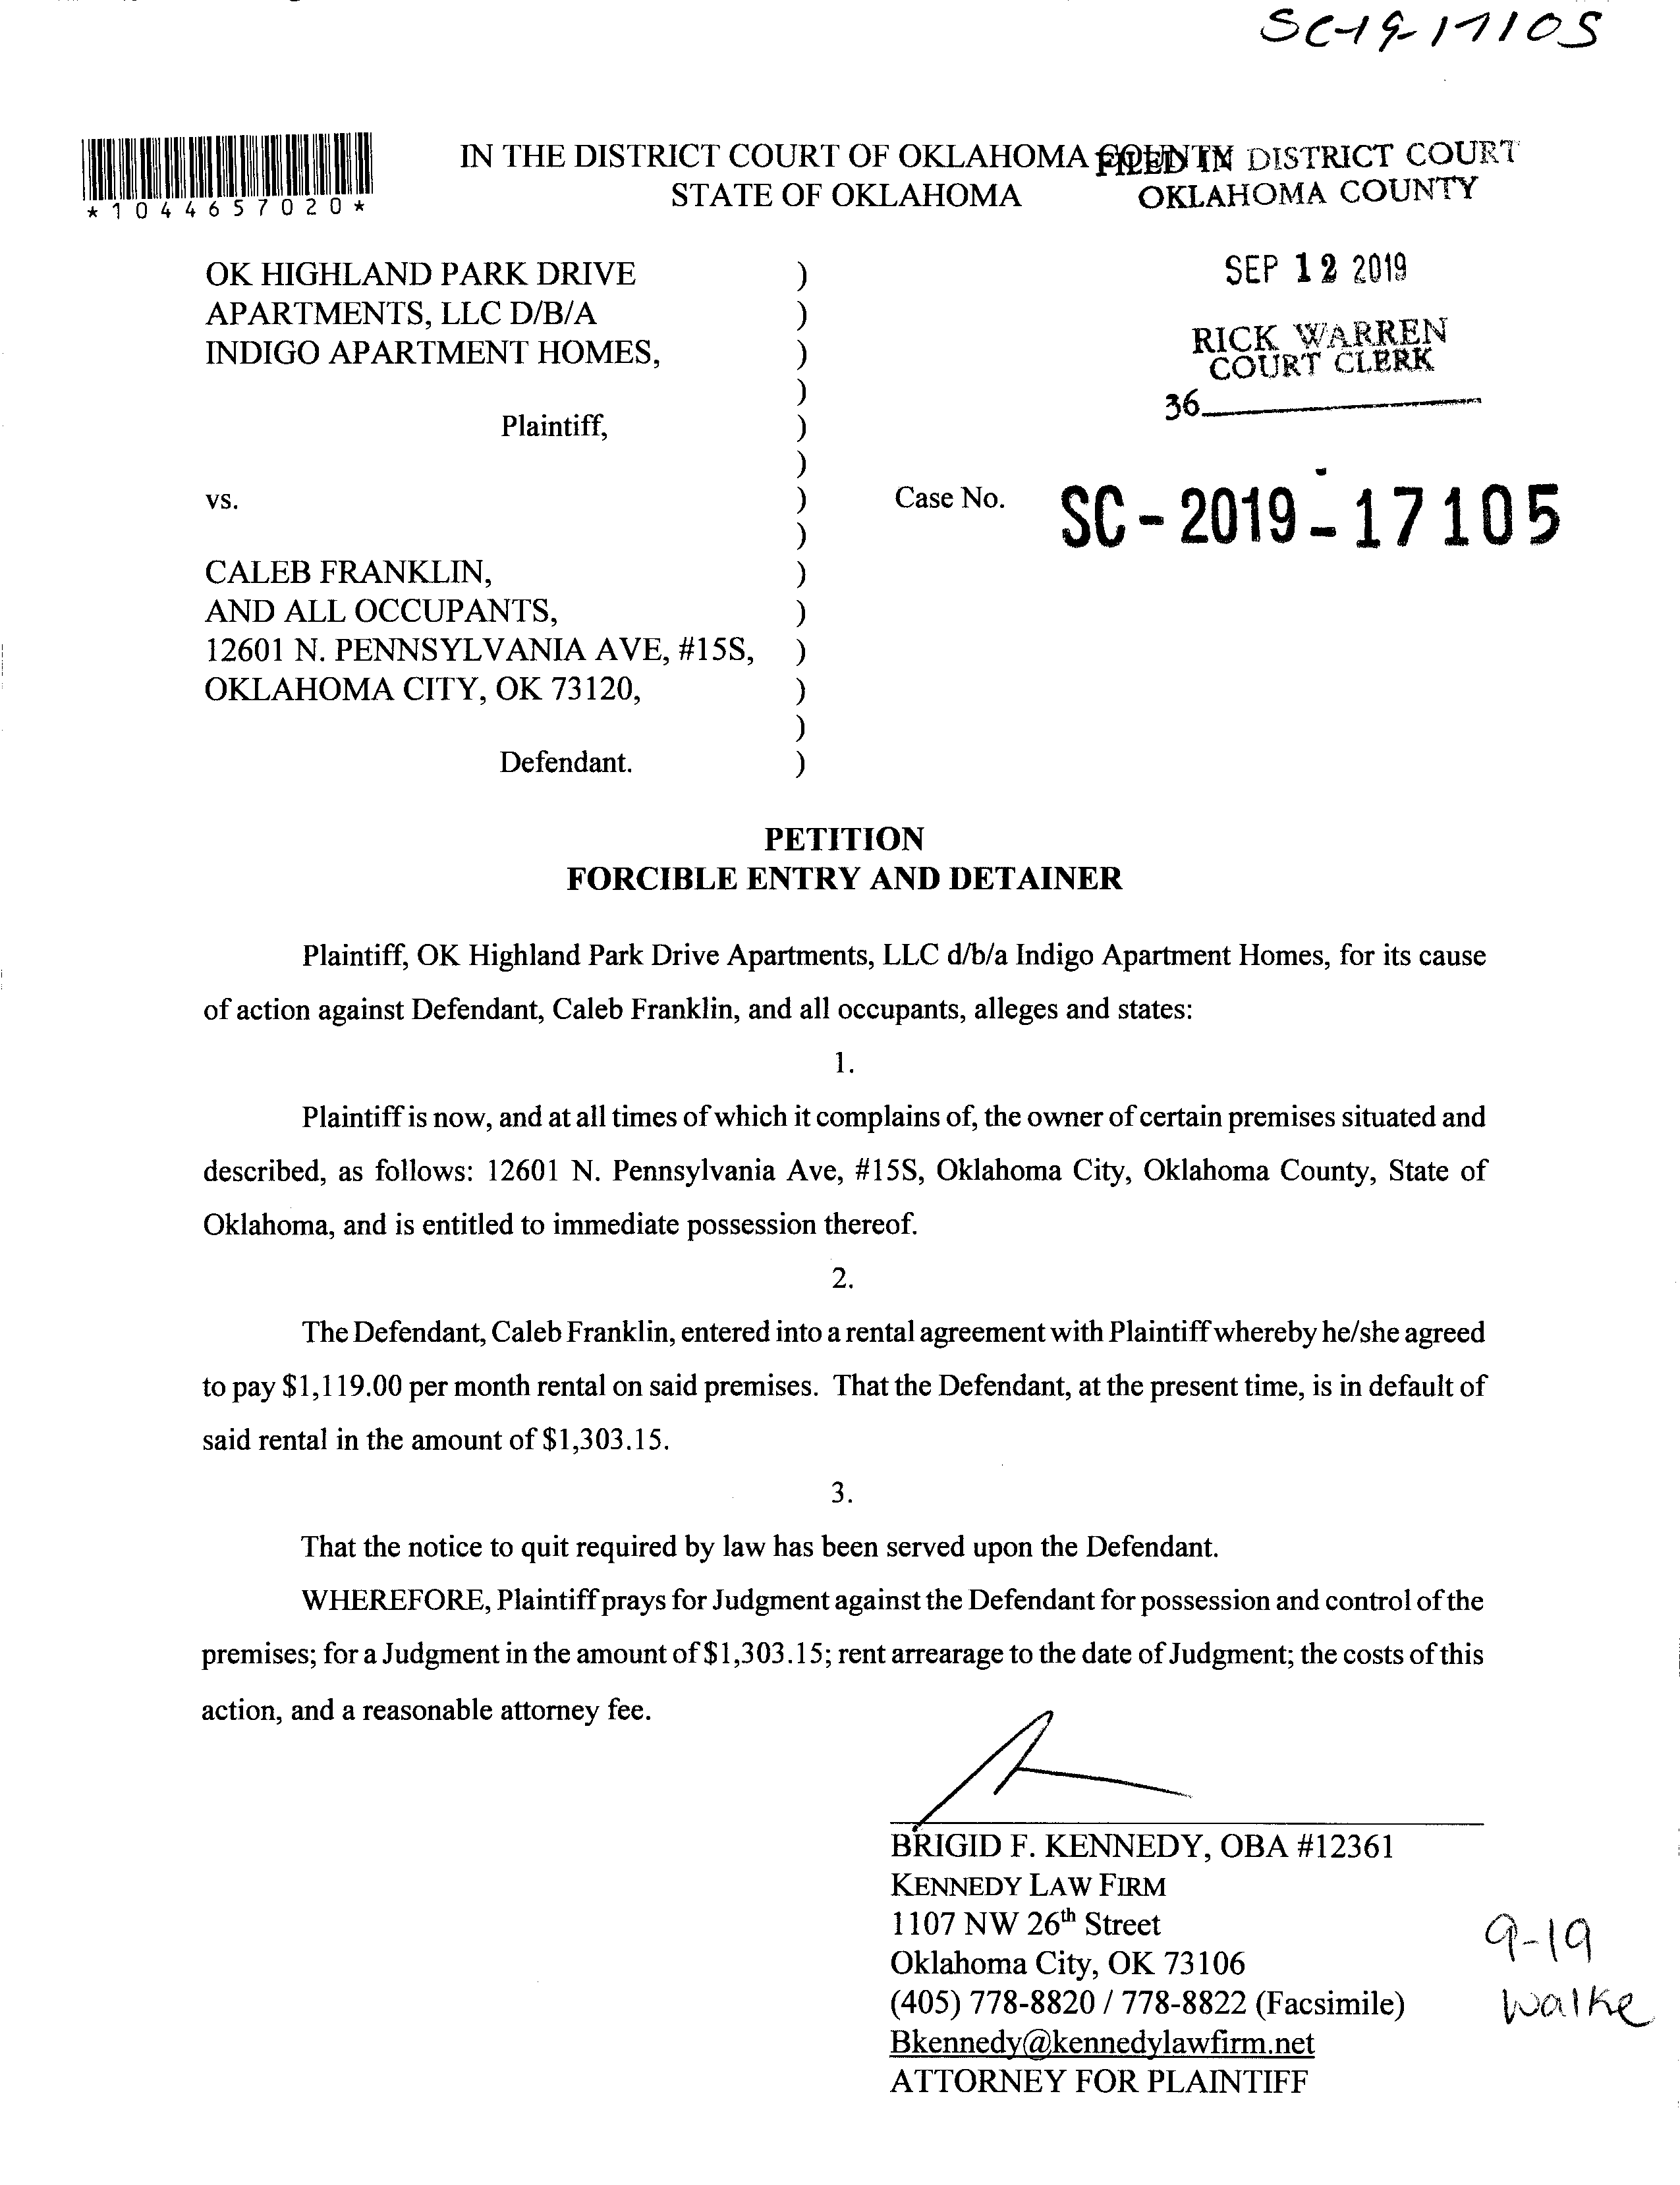 SC-19-17105
*1044657020*
IN THE DISTRICT COURT OF OKLAHOMA COUNTY
STATE OF OKLAHOMA
FILED IN DISTRICT COURT
OKLAHOMA COUNTY
SEP 12 2019
RICK WARREN
COURT CLERK
36
OK HIGHLAND PARK DRIVE )
APARTMENTS, LLC D/B/A )
INDIGO APARTMENT HOMES, )
)
Plaintiff, )
)
vs. ) Case No. SC-2019-17105
)
CALEB FRANKLIN, )
AND ALL OCCUPANTS, )
12601 N. PENNSYLVANIA AVE, #15S, )
OKLAHOMA CITY, OK 73120, )
)
Defendant. )
PETITION
FORCIBLE ENTRY AND DETAINER
Plaintiff, OK Highland Park Drive Apartments, LLC d/b/a Indigo Apartment Homes, for its cause
of action against Defendant, Caleb Franklin, and all occupants, alleges and states:
1.
Plaintiff is now, and at all times of which it complains of, the owner of certain premises situated and
described, as follows: 12601 N. Pennsylvania Ave, #15S, Oklahoma City, Oklahoma County, State of
Oklahoma, and is entitled to immediate possession thereof.
2.
The Defendant, Caleb Franklin, entered into a rental agreement with Plaintiff whereby he/she agreed
to pay $1,119.00 per month rental on said premises. That the Defendant, at the present time, is in default of
said rental in the amount of $1,303.15.
3.
That the notice to quit required by law has been served upon the Defendant.
WHEREFORE, Plaintiff prays for Judgment against the Defendant for possession and control of the
premises; for a Judgment in the amount of $1,303.15; rent arrearage to the date of Judgment; the costs of this
action, and a reasonable attorney fee.
BRIGID F. KENNEDY, OBA #12361
KENNEDY LAW FIRM
1107 NW 26th Street
Oklahoma City, OK 73106
(405) 778-8820 / 778-8822 (Facsimile)
Bkennedy@kennedylawfirm.net
ATTORNEY FOR PLAINTIFF
9-19
Walke